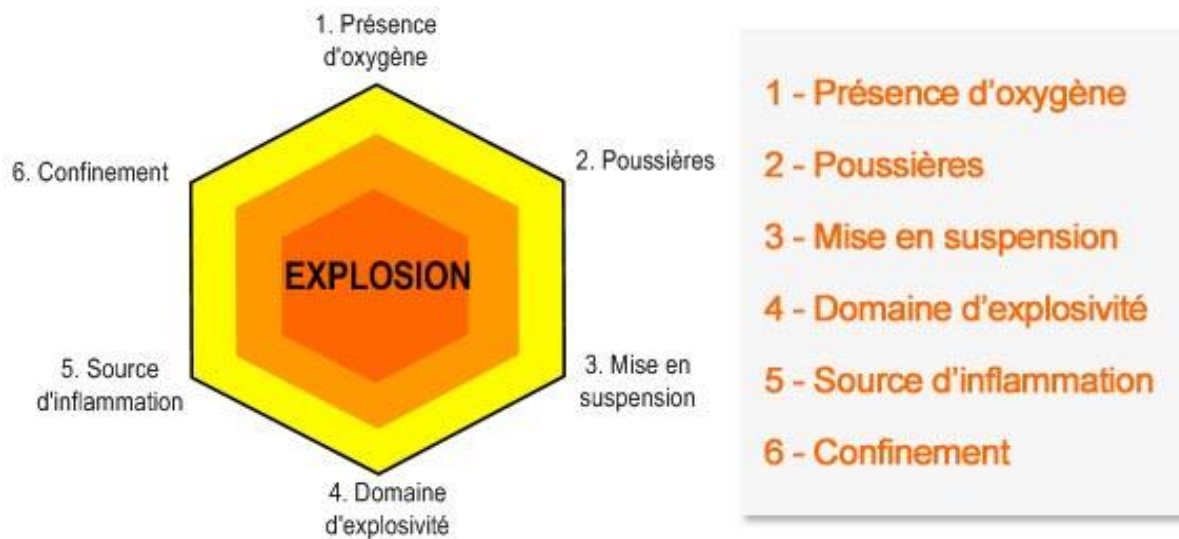 1. Présence
d'oxygène
2. Poussières
6. Confinement
EXPLOSION
5. Source
d'inflammation
3. Mise en
suspension
4. Domaine
d'explosivité
1 - Présence d'oxygène
2 - Poussières
3 - Mise en suspension
4 - Domaine d'explosivité
5 - Source d'inflammation
6 - Confinement